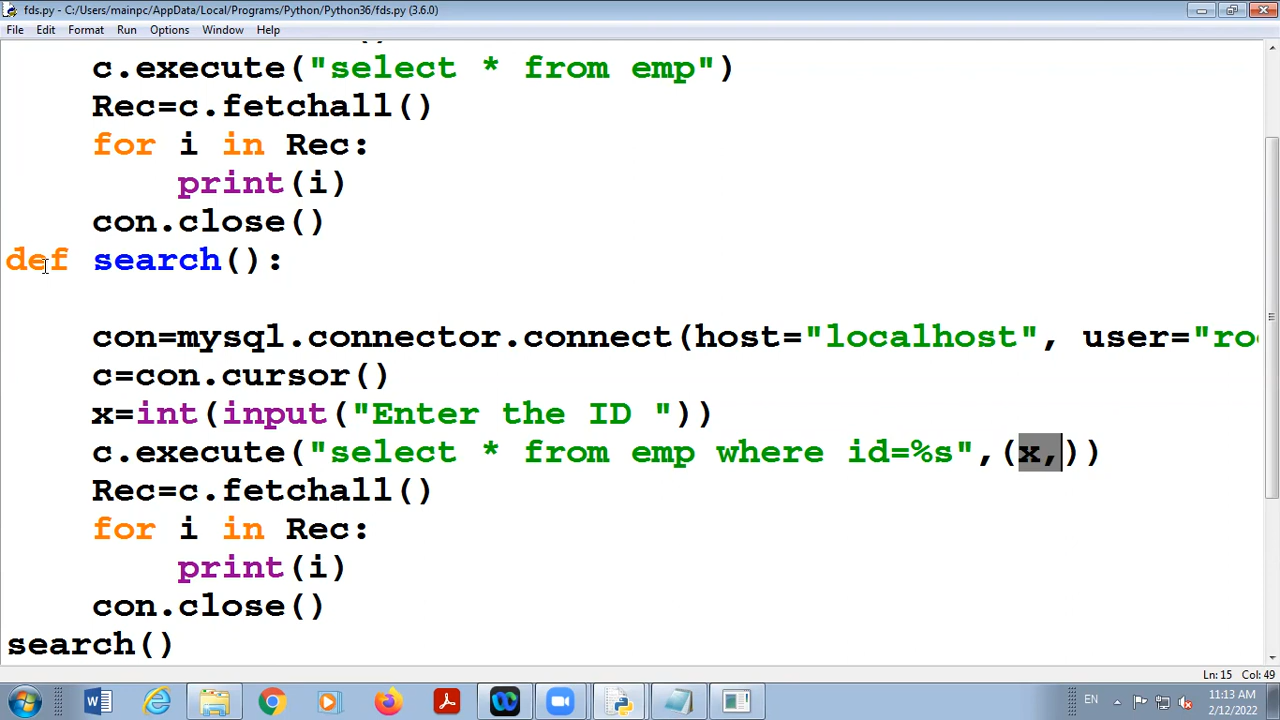 fds.py - C:/Users/mainpc/AppData/Local/Programs/Python/Python36/fds.py (3.6.0)
File Edit Format Run Options Window Help
c.execute("select * from emp")
Rec=c.fetchall()
for i in Rec:
print(i)
con.close()
def search():
con=mysql.connector.connect(host="localhost", user="roo
c=con.cursor()
x=int(input("Enter the ID "))
c.execute("select * from emp where id=%s",(x,))
Rec=c.fetchall()
for i in Rec:
print(i)
con.close()
search()
Ln: 15 Col: 49
EN
11:13 AM
2/12/2022